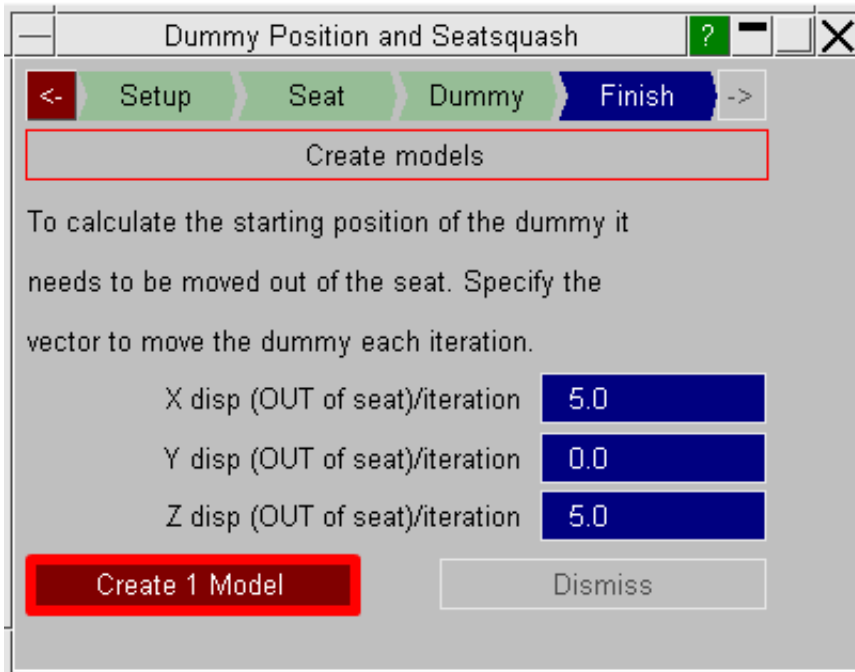 Dummy Position and Seatsquash ?
<- Setup Seat Dummy Finish ->
Create models
To calculate the starting position of the dummy it
needs to be moved out of the seat. Specify the
vector to move the dummy each iteration.
X disp (OUT of seat)/iteration 5.0
Y disp (OUT of seat)/iteration 0.0
Z disp (OUT of seat)/iteration 5.0
Create 1 Model Dismiss